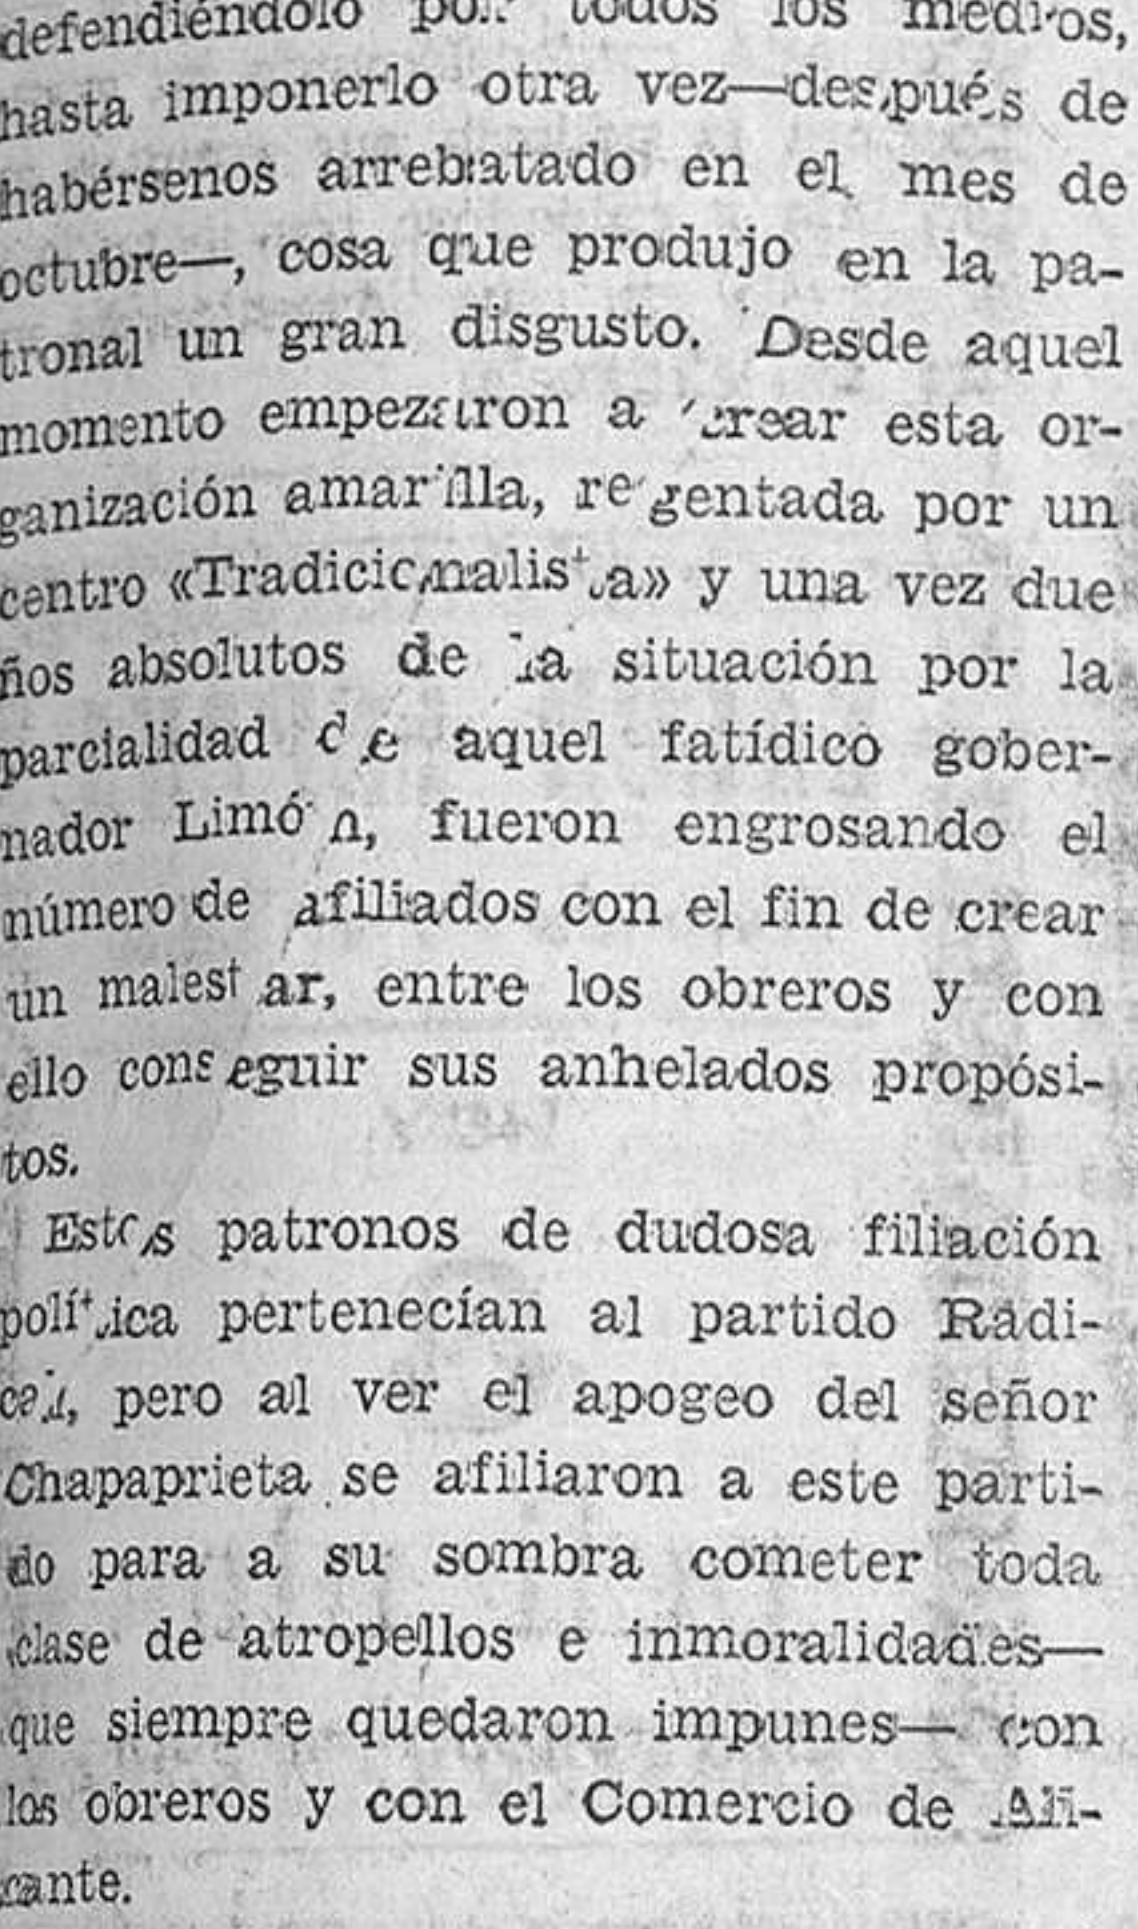 defendiéndolo por todos los medios,
hasta imponerlo otra vez—después de
habérsenos arrebatado en el mes de
octubre—, cosa que produjo en la pa-
tronal un gran disgusto. Desde aquel
momento empezaron a crear esta or-
ganización amarilla, regentada por un
centro «Tradicionalista» y una vez due
ños absolutos de la situación por la
parcialidad de aquel fatídico gober-
nador Limón, fueron engrosando el
número de afiliados con el fin de crear
un malestar, entre los obreros y con
ello conseguir sus anhelados propósi-
tos.
Estos patronos de dudosa filiación
política pertenecían al partido Radi-
cal, pero al ver el apogeo del señor
Chapaprieta se afiliaron a este parti-
do para a su sombra cometer toda
clase de atropellos e inmoralidades—
que siempre quedaron impunes— con
los obreros y con el Comercio de Ali-
cante.